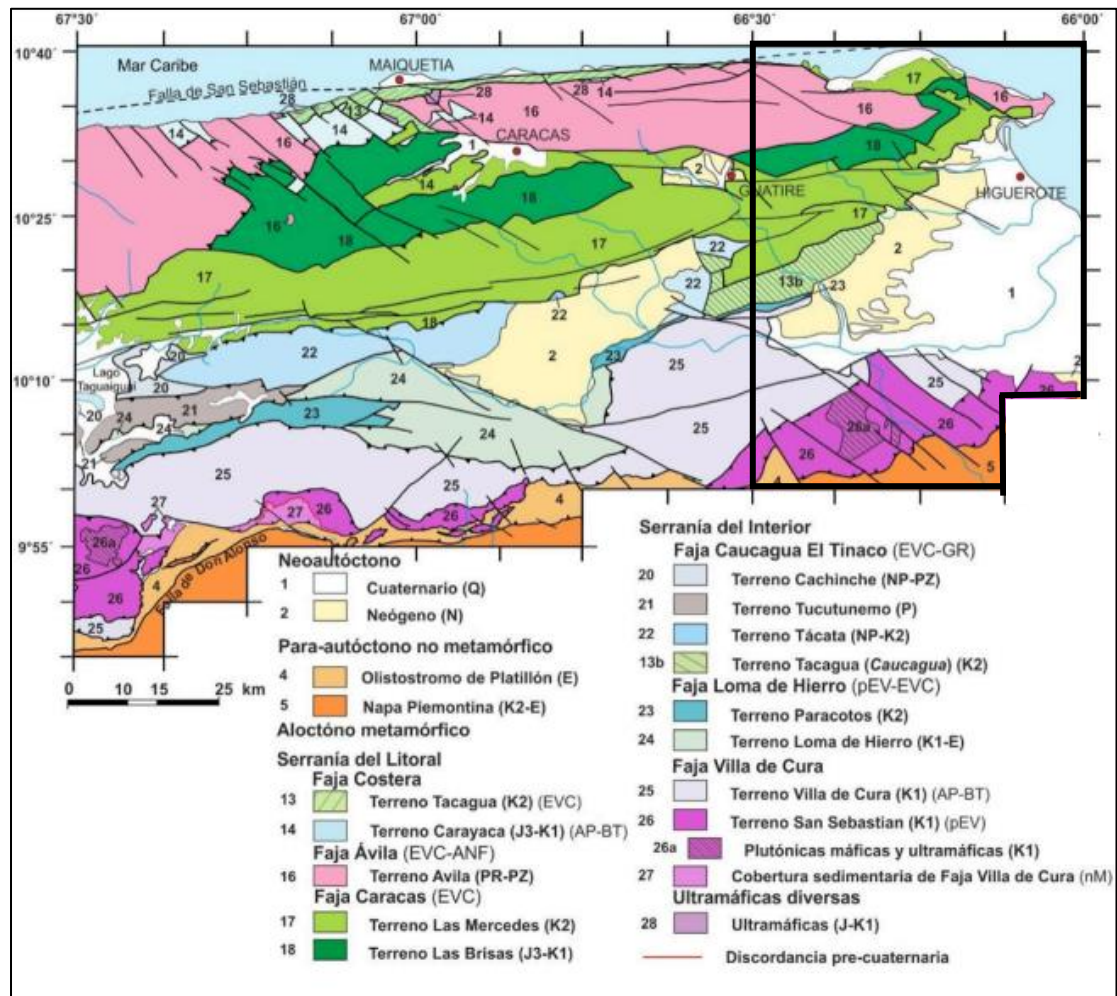 67°30' 67°00' 66°30' 66°00'
10°40'
Mar Caribe
MAIQUETIA
Falla de San Sebastián
28 28 28 14 17
13 16 16 16
14 14 14
16 CARACAS
1 18
2
GUATIRE
HIGUEROTE
14 18
10°25'
16 18 17 17
22 2
17 22 13b 23 1
18 22
20 22 2 25
10°10'
Lago
Taguaiguai
20 24 23 25
20 24 21 23 26
24 24 25 26a 26
21 26 5
25 25 4
27 4
27 26 26
9°55'
26a
26
26 4
Falla de Don Alonso
25
0 5 10 15 25 km
Neoautóctono
1 Cuaternario (Q)
2 Neógeno (N)
Para-autóctono no metamórfico
4 Olistostromo de Platillón (E)
5 Napa Piemontina (K2-E)
Aloctóno metamórfico
Serranía del Litoral
Faja Costera
13 Terreno Tacagua (K2) (EVC)
14 Terreno Carayaca (J3-K1) (AP-BT)
Faja Ávila (EVC-ANF)
16 Terreno Avila (PR-PZ)
Faja Caracas (EVC)
17 Terreno Las Mercedes (K2)
18 Terreno Las Brisas (J3-K1)
Serranía del Interior
Faja Caucagua El Tinaco (EVC-GR)
20 Terreno Cachinche (NP-PZ)
21 Terreno Tucutunemo (P)
22 Terreno Tácata (NP-K2)
13b Terreno Tacagua (Caucagua) (K2)
Faja Loma de Hierro (pEV-EVC)
23 Terreno Paracotos (K2)
24 Terreno Loma de Hierro (K1-E)
Faja Villa de Cura
25 Terreno Villa de Cura (K1) (AP-BT)
26 Terreno San Sebastian (K1) (pEV)
26a Plutónicas máficas y ultramáficas (K1)
27 Cobertura sedimentaria de Faja Villa de Cura (nM)
Ultramáficas diversas
28 Ultramáficas (J-K1)
Discordancia pre-cuaternaria